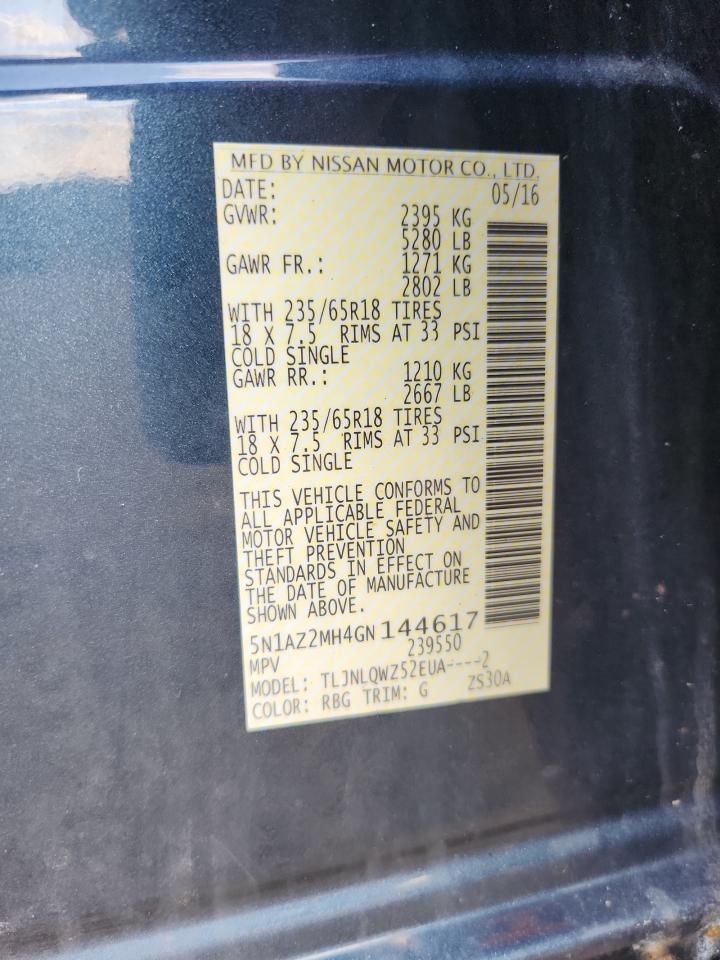 MFD BY NISSAN MOTOR CO., LTD.
DATE: 05/16
GVWR: 2395 KG
5280 LB
GAWR FR.: 1271 KG
2802 LB
WITH 235/65R18 TIRES
18 X 7.5 RIMS AT 33 PSI
COLD SINGLE
GAWR RR.: 1210 KG
2667 LB
WITH 235/65R18 TIRES
18 X 7.5 RIMS AT 33 PSI
COLD SINGLE
THIS VEHICLE CONFORMS TO
ALL APPLICABLE FEDERAL
MOTOR VEHICLE SAFETY AND
THEFT PREVENTION
STANDARDS IN EFFECT ON
THE DATE OF MANUFACTURE
SHOWN ABOVE.
5N1AZ2MH4GN144617
MPV 239550
MODEL: TLJNLQWZ52EUA----2
COLOR: RBG TRIM: G ZS30A